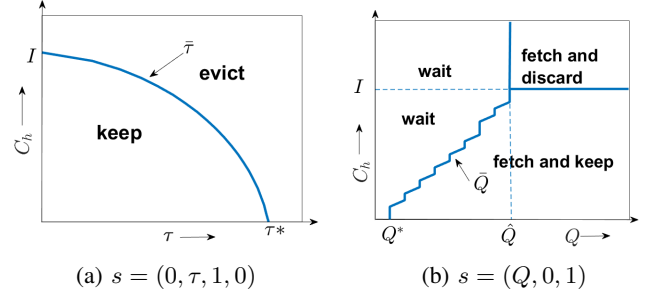 I
τ̄
evict
keep
C_h →
τ →
τ*
(a) s = (0, τ, 1, 0)
wait
fetch and
discard
I
wait
fetch and keep
Q̄
C_h →
Q*
Q̂
Q →
(b) s = (Q, 0, 1)